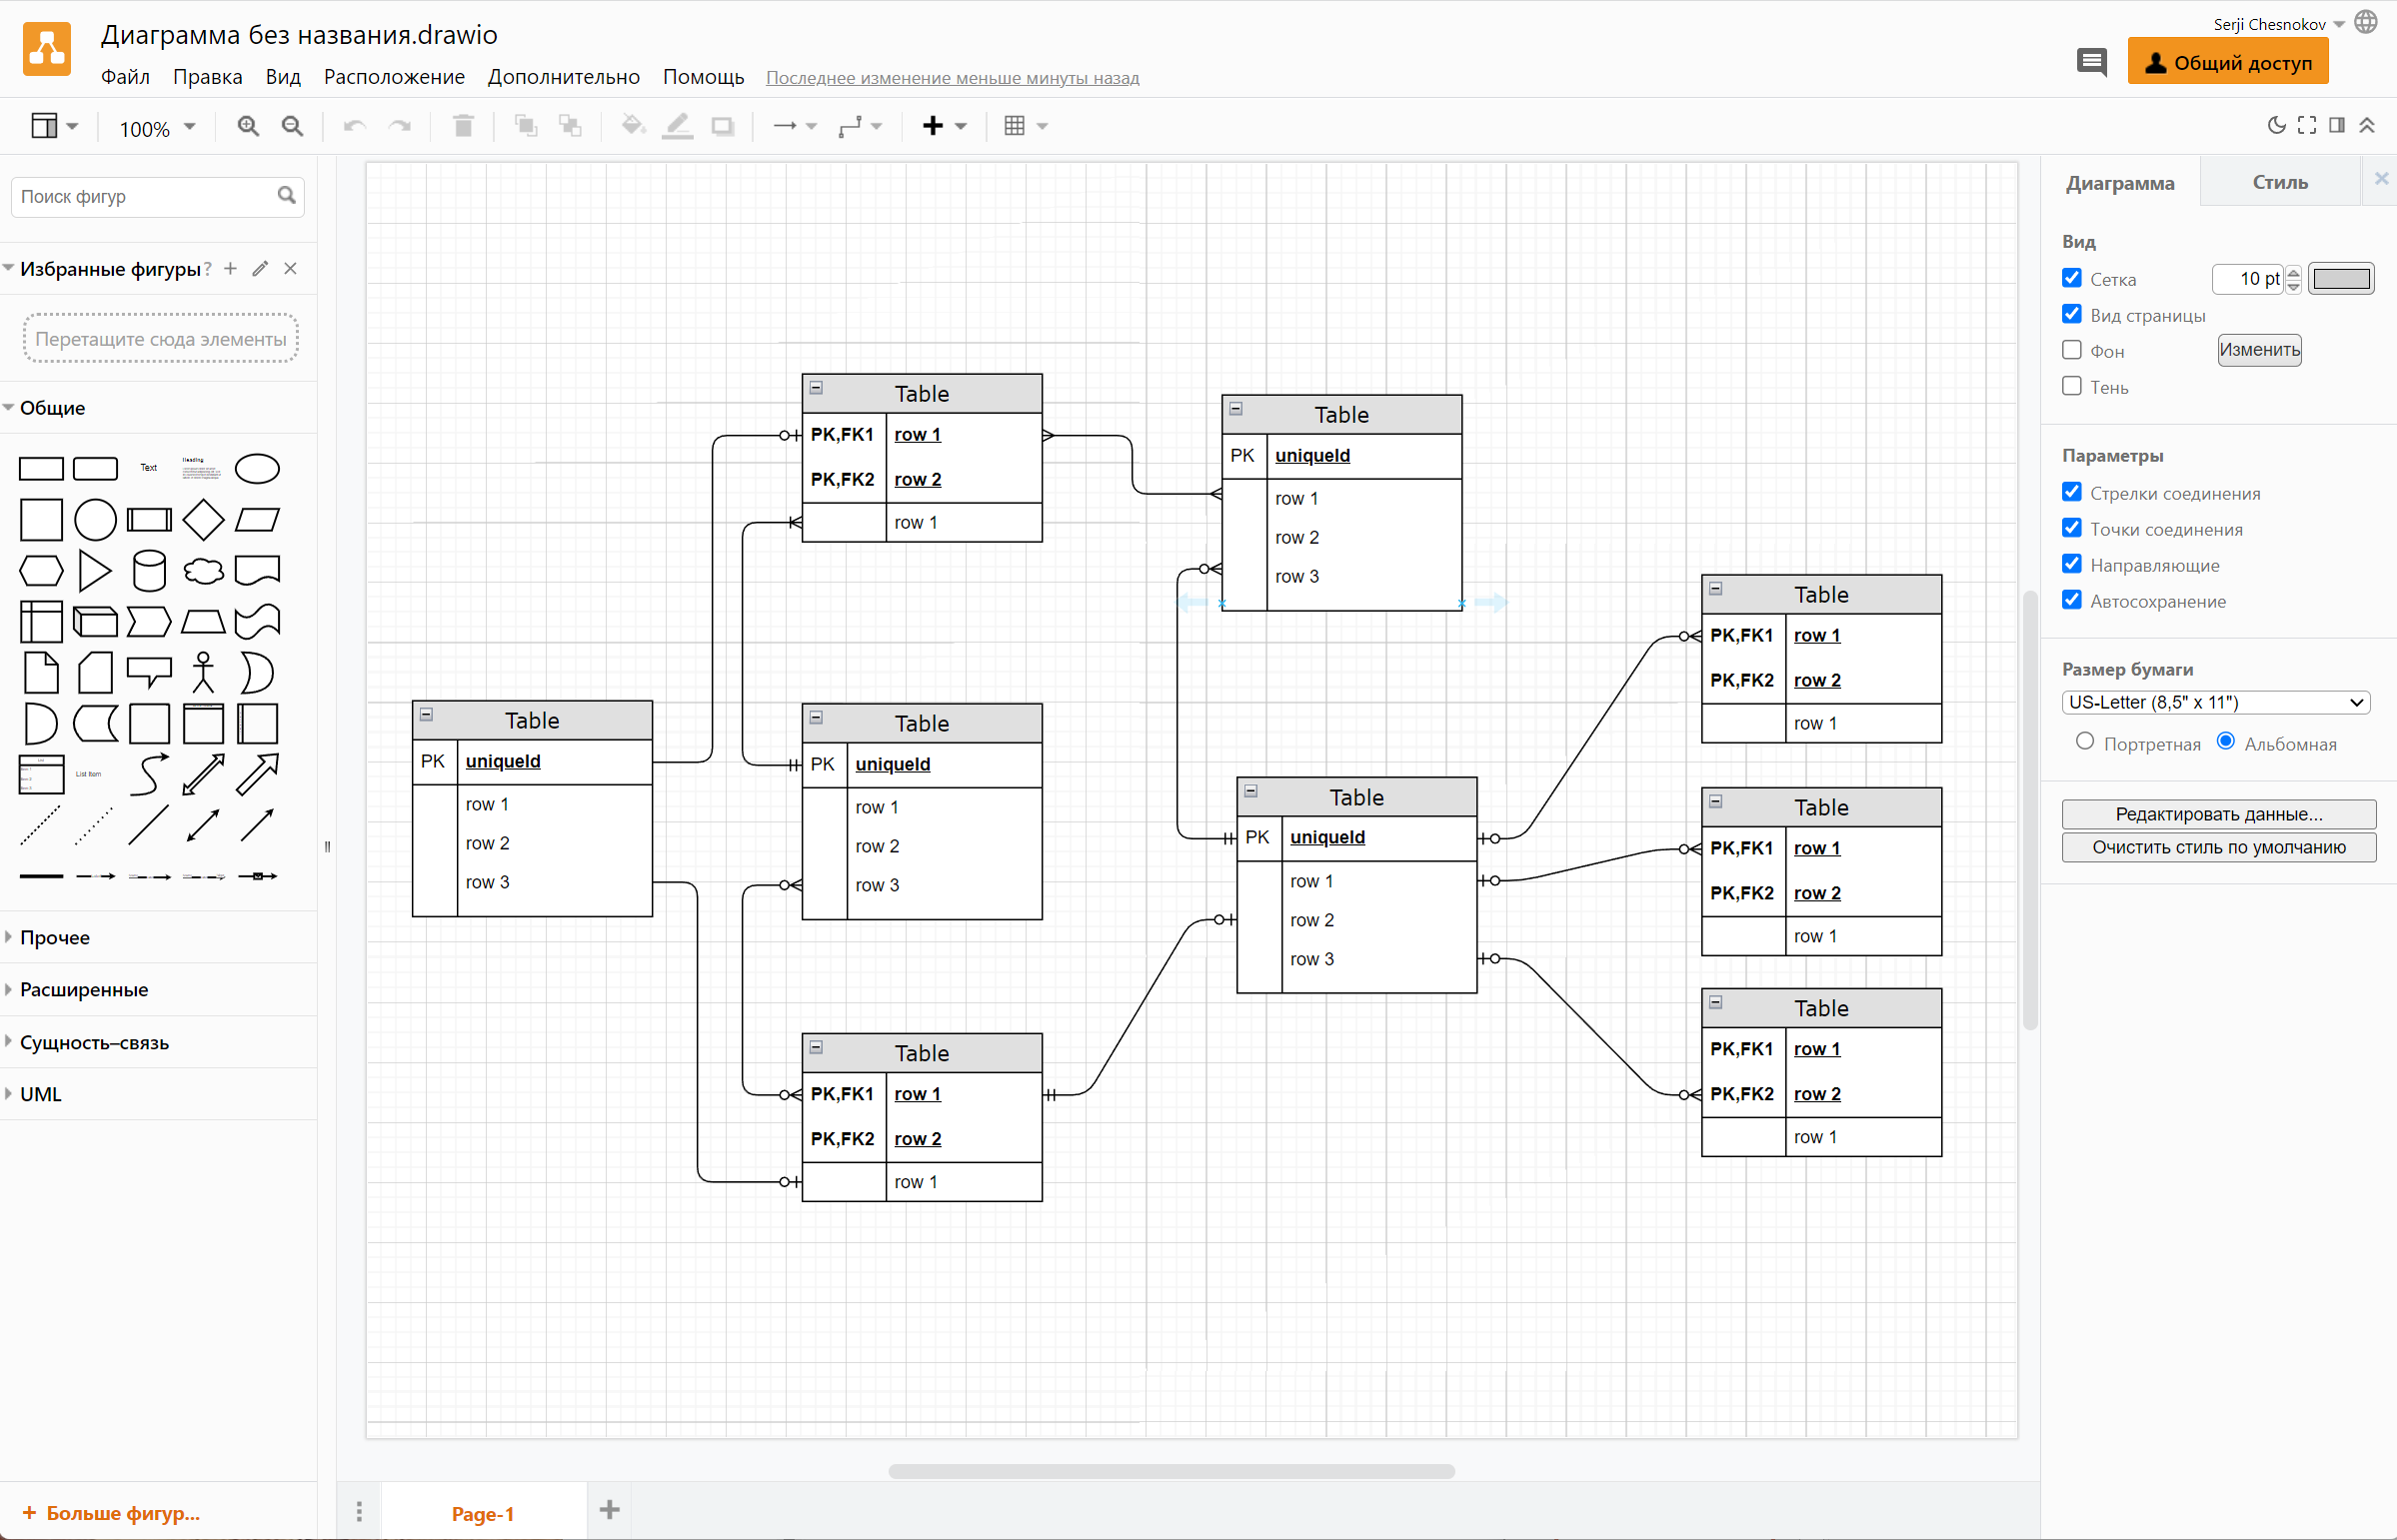 Диаграмма без названия.drawio
Serji Chesnokov
Файл Правка Вид Расположение Дополнительно Помощь Последнее изменение меньше минуты назад
Общий доступ
100%
Поиск фигур
Избранные фигуры ?
Перетащите сюда элементы
Общие
Text
Heading
List
List Item
Прочее
Расширенные
Сущность–связь
UML
+ Больше фигур...
Table
PK,FK1 row 1
PK,FK2 row 2
row 1
Table
PK uniqueId
row 1
row 2
row 3
Table
PK,FK1 row 1
PK,FK2 row 2
row 1
Table
PK uniqueId
row 1
row 2
row 3
Table
PK uniqueId
row 1
row 2
row 3
Table
PK uniqueId
row 1
row 2
row 3
Table
PK,FK1 row 1
PK,FK2 row 2
row 1
Table
PK,FK1 row 1
PK,FK2 row 2
row 1
Table
PK,FK1 row 1
PK,FK2 row 2
row 1
Page-1
Диаграмма Стиль
Вид
Сетка 10 pt
Вид страницы
Фон Изменить
Тень
Параметры
Стрелки соединения
Точки соединения
Направляющие
Автосохранение
Размер бумаги
US-Letter (8,5" x 11")
Портретная Альбомная
Редактировать данные...
Очистить стиль по умолчанию